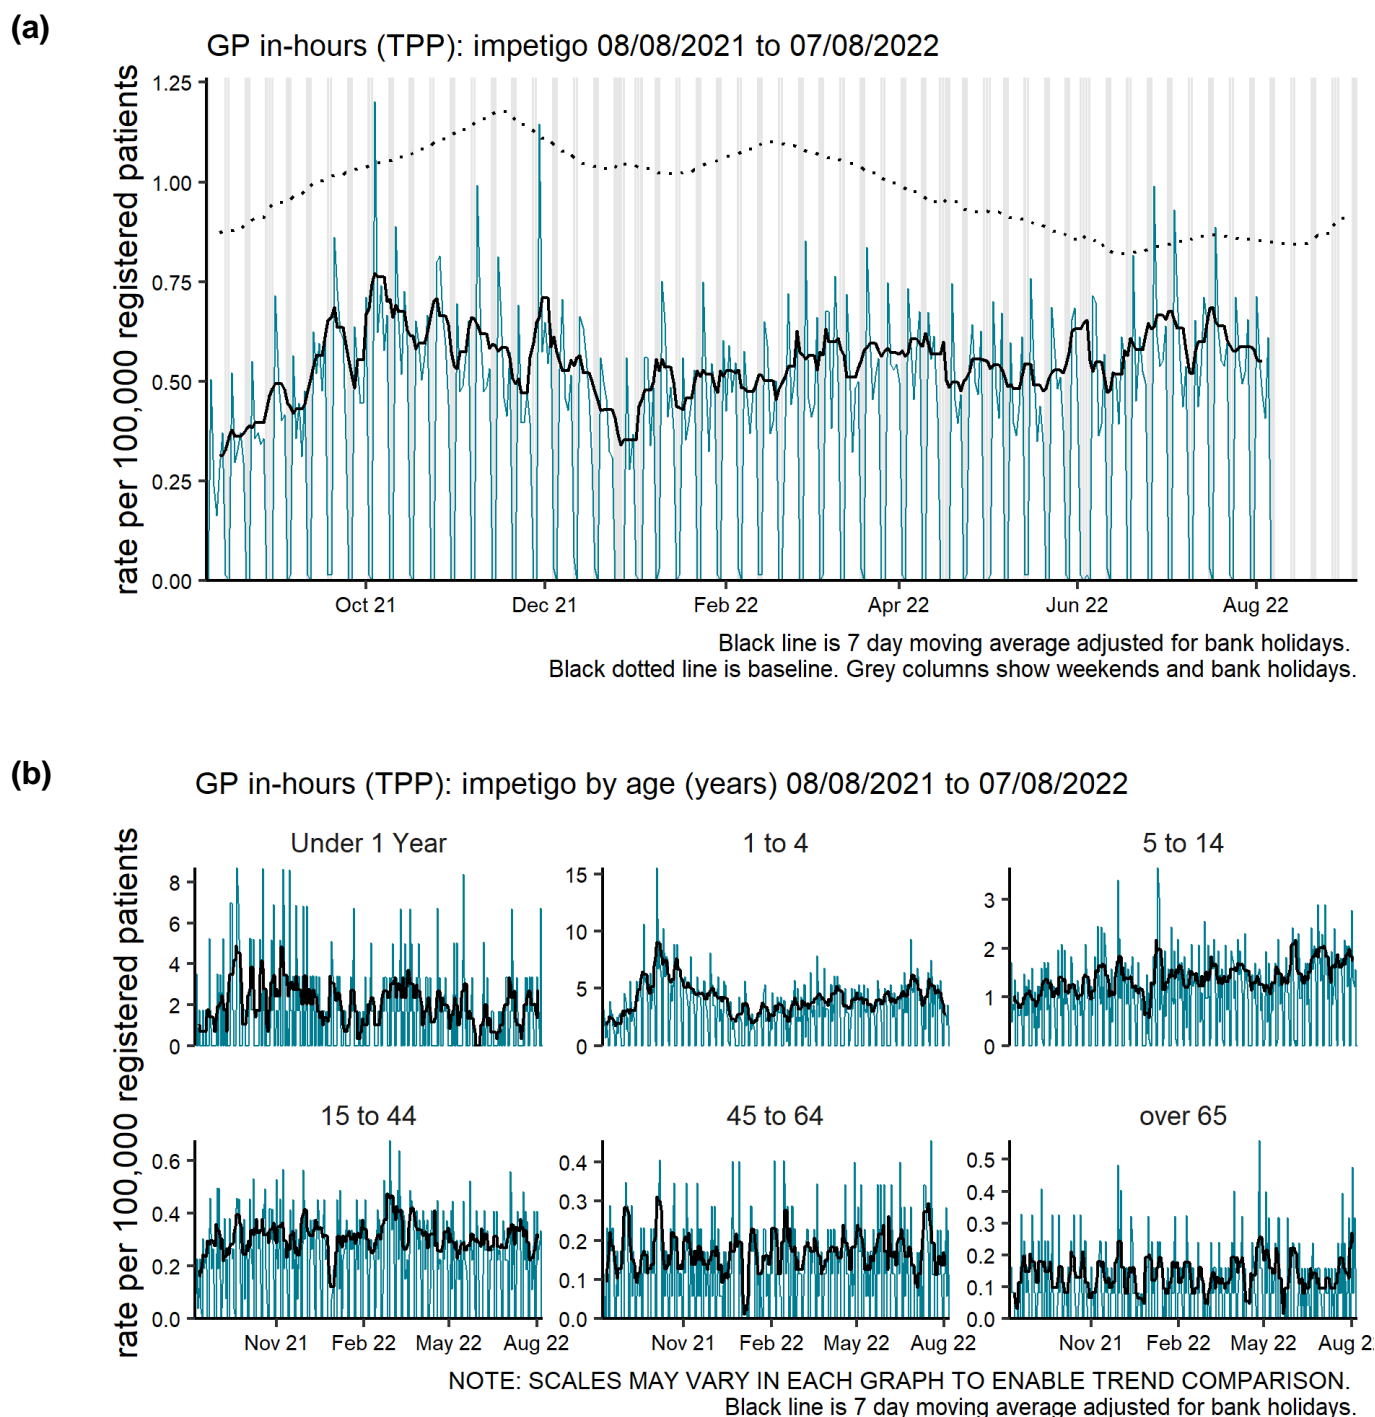 (a)
GP in-hours (TPP): impetigo 08/08/2021 to 07/08/2022
rate per 100,000 registered patients
1.25
1.00
0.75
0.50
0.25
0.00
Oct 21 Dec 21 Feb 22 Apr 22 Jun 22 Aug 22
Black line is 7 day moving average adjusted for bank holidays.
Black dotted line is baseline. Grey columns show weekends and bank holidays.
(b)
GP in-hours (TPP): impetigo by age (years) 08/08/2021 to 07/08/2022
rate per 100,000 registered patients
Under 1 Year
8
6
4
2
0
1 to 4
15
10
5
0
5 to 14
3
2
1
0
15 to 44
0.6
0.4
0.2
0.0
Nov 21 Feb 22 May 22 Aug 22
45 to 64
0.4
0.3
0.2
0.1
0.0
Nov 21 Feb 22 May 22 Aug 22
over 65
0.5
0.4
0.3
0.2
0.1
0.0
Nov 21 Feb 22 May 22 Aug 2
NOTE: SCALES MAY VARY IN EACH GRAPH TO ENABLE TREND COMPARISON.
Black line is 7 day moving average adjusted for bank holidays.